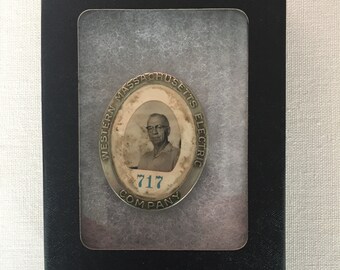 WESTERN MASSACHUSETTS ELECTRIC
717
COMPANY